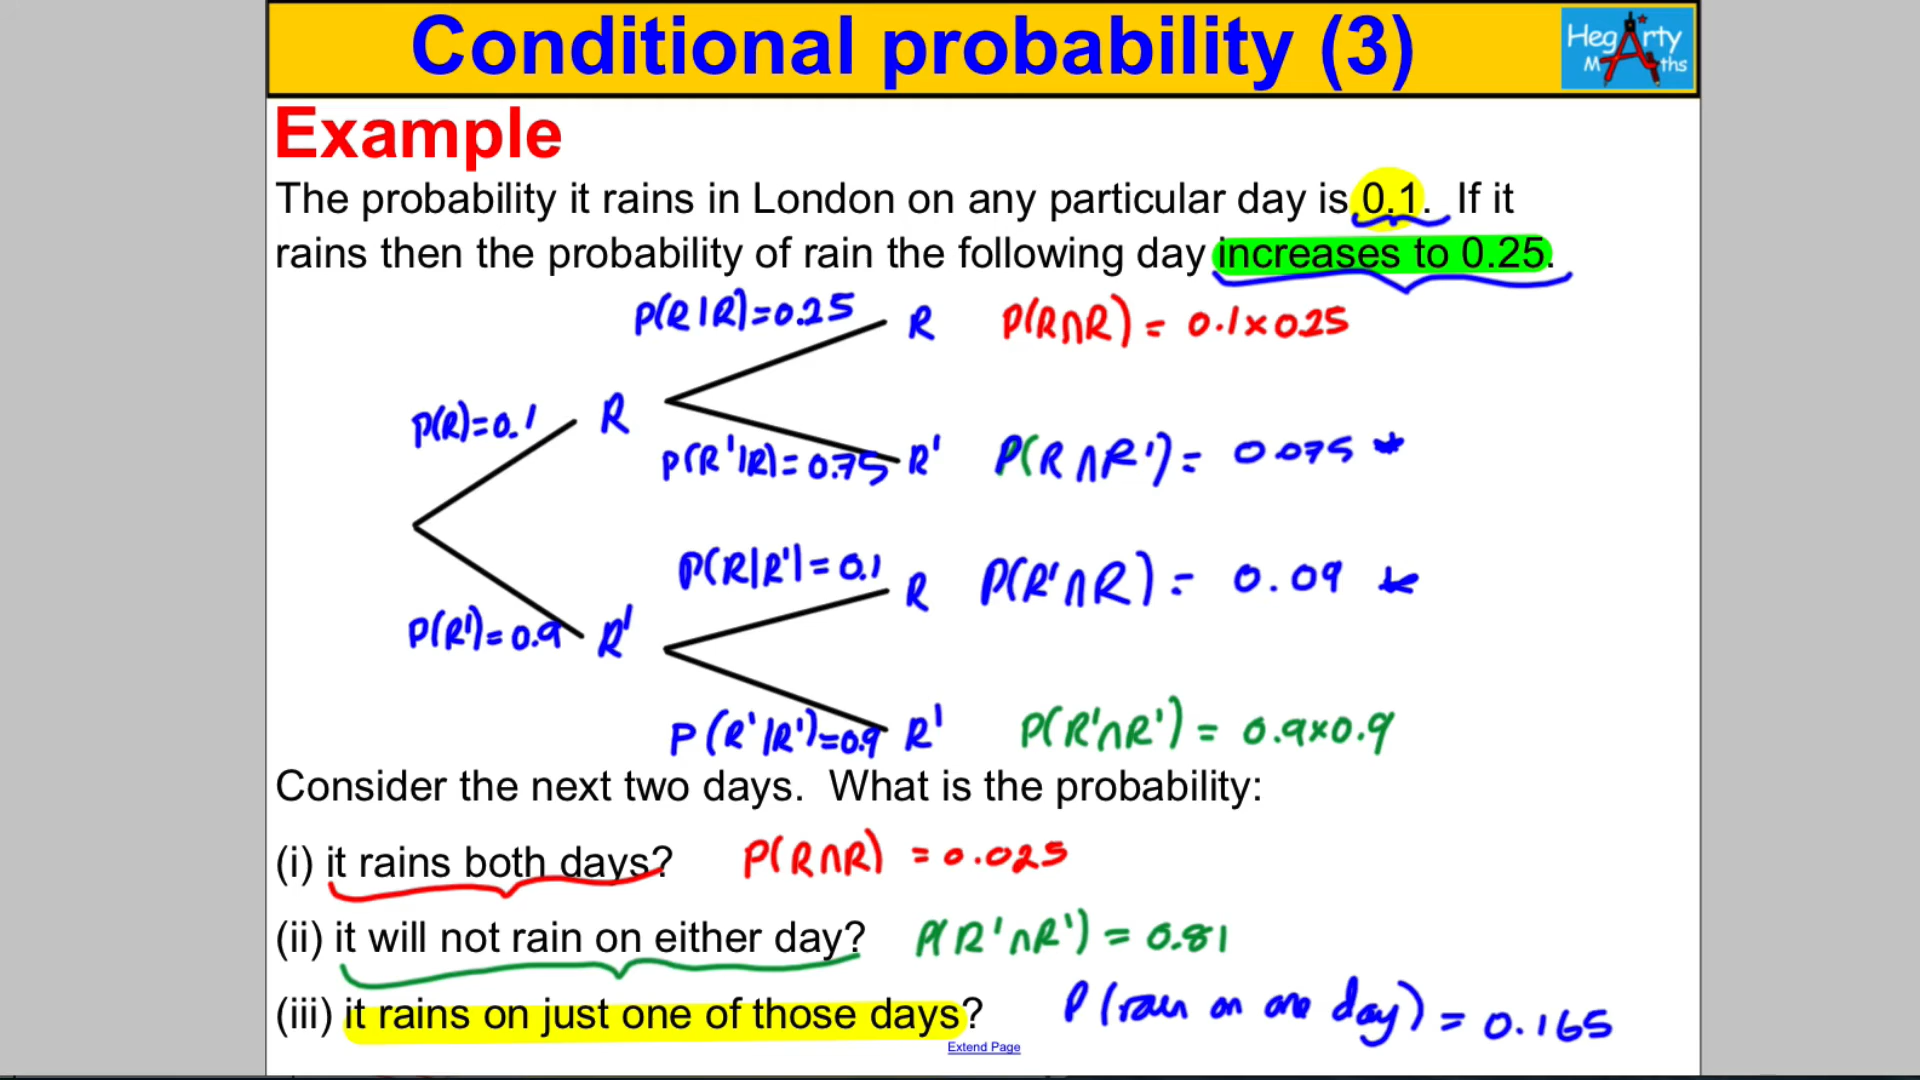 Conditional probability (3)
HegArty
Maths
Example
The probability it rains in London on any particular day is 0.1. If it
rains then the probability of rain the following day increases to 0.25.
P(R|R)=0.25 R P(R∩R) = 0.1×0.25
P(R)=0.1 R
P(R'|R)=0.75 R' P(R∩R') = 0.075 *
P(R|R')=0.1 R P(R'∩R) = 0.09 *
P(R')=0.9 R'
P(R'|R')=0.9 R' P(R'∩R') = 0.9×0.9
Consider the next two days. What is the probability:
(i) it rains both days? P(R∩R) = 0.025
(ii) it will not rain on either day? P(R'∩R') = 0.81
(iii) it rains on just one of those days? P(rain on one day) = 0.165
Extend Page